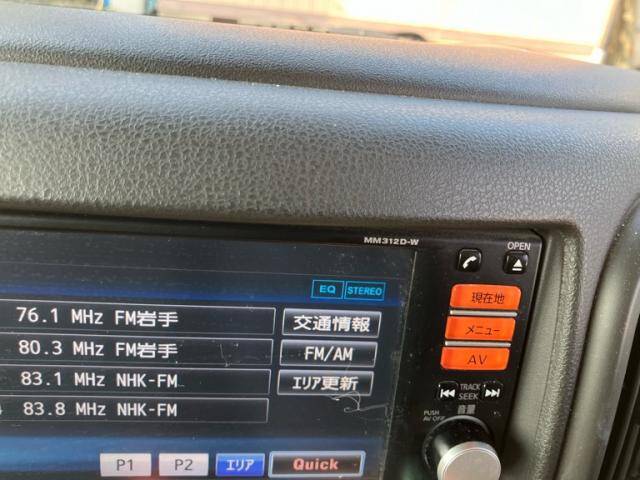 MM312D-W
OPEN
EQ STEREO
現在地
76.1 MHz FM岩手 交通情報
メニュー
80.3 MHz FM岩手 FM/AM
AV
83.1 MHz NHK-FM エリア更新
TRACK
SEEK
83.8 MHz NHK-FM
音量
PUSH
AV OFF
P1 P2 エリア Quick